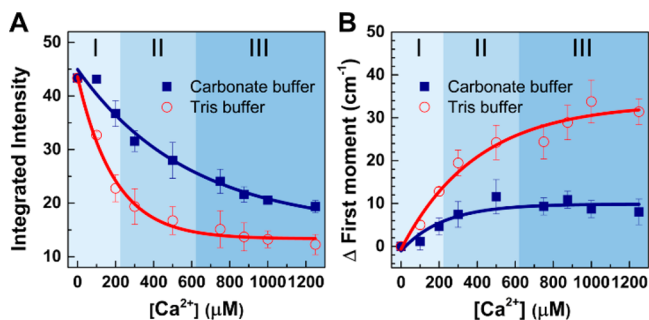 A
I II III
Carbonate buffer
Tris buffer
Integrated Intensity
50
40
30
20
10
0 200 400 600 800 1000 1200
[Ca²⁺] (μM)
B
I II III
Carbonate buffer
Tris buffer
Δ First moment (cm⁻¹)
50
40
30
20
10
0
0 200 400 600 800 1000 1200
[Ca²⁺] (μM)